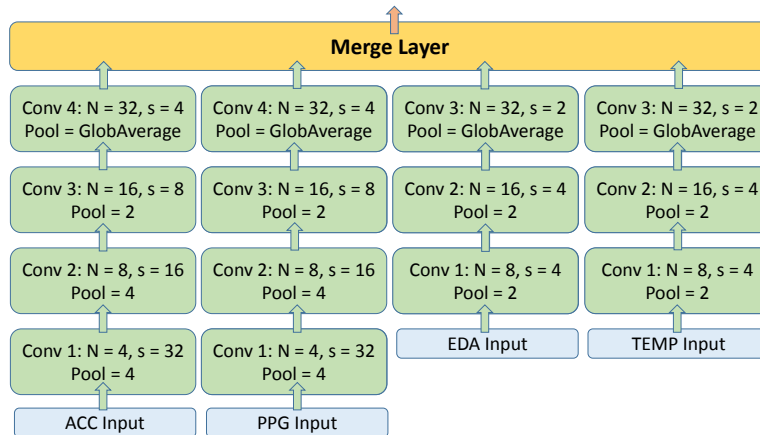 Merge Layer
Conv 4: N = 32, s = 4
Pool = GlobAverage
Conv 4: N = 32, s = 4
Pool = GlobAverage
Conv 3: N = 32, s = 2
Pool = GlobAverage
Conv 3: N = 32, s = 2
Pool = GlobAverage
Conv 3: N = 16, s = 8
Pool = 2
Conv 3: N = 16, s = 8
Pool = 2
Conv 2: N = 16, s = 4
Pool = 2
Conv 2: N = 16, s = 4
Pool = 2
Conv 2: N = 8, s = 16
Pool = 4
Conv 2: N = 8, s = 16
Pool = 4
Conv 1: N = 8, s = 4
Pool = 2
Conv 1: N = 8, s = 4
Pool = 2
Conv 1: N = 4, s = 32
Pool = 4
Conv 1: N = 4, s = 32
Pool = 4
EDA Input
TEMP Input
ACC Input
PPG Input